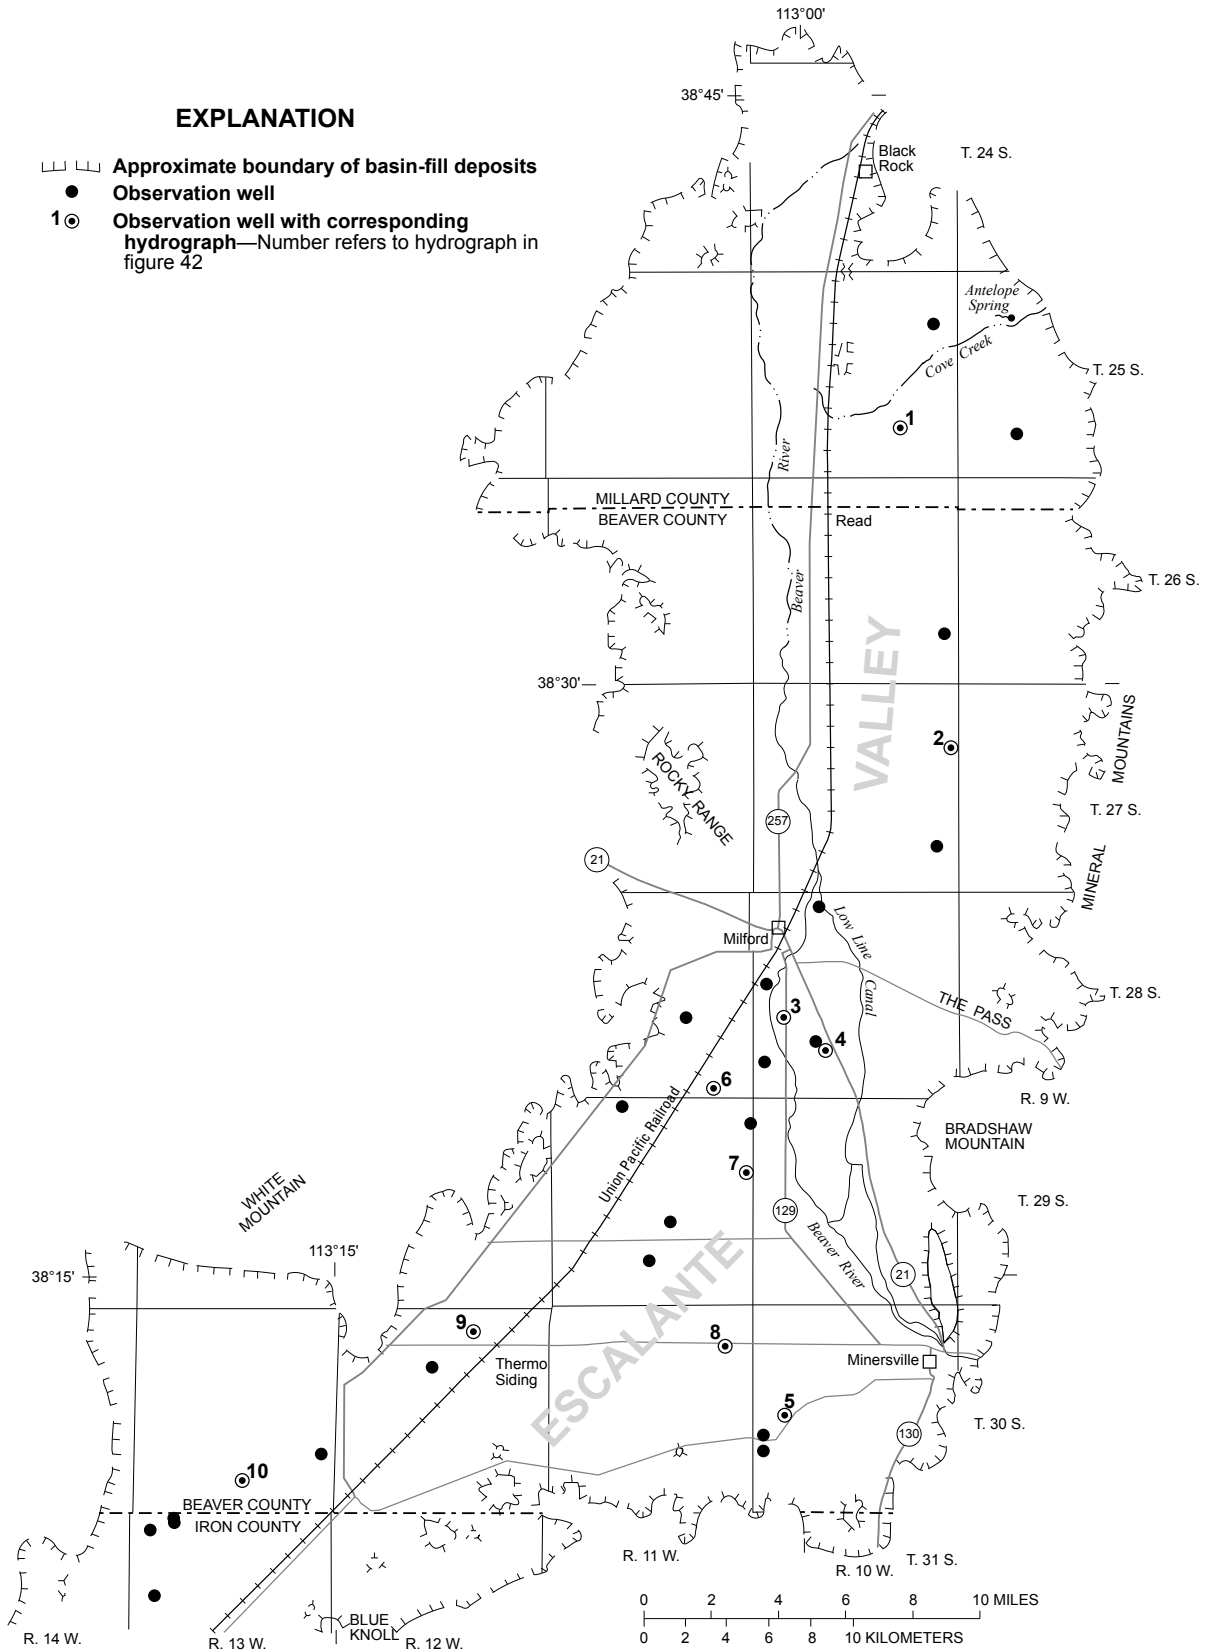 113°00'
38°45'
EXPLANATION
Approximate boundary of basin-fill deposits
Observation well
1 Observation well with corresponding
hydrograph—Number refers to hydrograph in
figure 42
Black
Rock
T. 24 S.
Antelope
Spring
Cove Creek
T. 25 S.
1
River
MILLARD COUNTY
BEAVER COUNTY
Read
Beaver
T. 26 S.
38°30'
VALLEY
MOUNTAINS
2
ROCKY RANGE
257
T. 27 S.
21
MINERAL
Low Line
Canal
Milford
THE PASS
T. 28 S.
3
4
6
R. 9 W.
Union Pacific Railroad
BRADSHAW
MOUNTAIN
7
WHITE
MOUNTAIN
T. 29 S.
129
Beaver River
113°15'
38°15'
21
ESCALANTE
9
8
Thermo
Siding
Minersville
5
T. 30 S.
130
10
BEAVER COUNTY
IRON COUNTY
R. 11 W.
R. 10 W.
T. 31 S.
BLUE
KNOLL
R. 14 W.
R. 13 W.
R. 12 W.
0 2 4 6 8 10 MILES
0 2 4 6 8 10 KILOMETERS